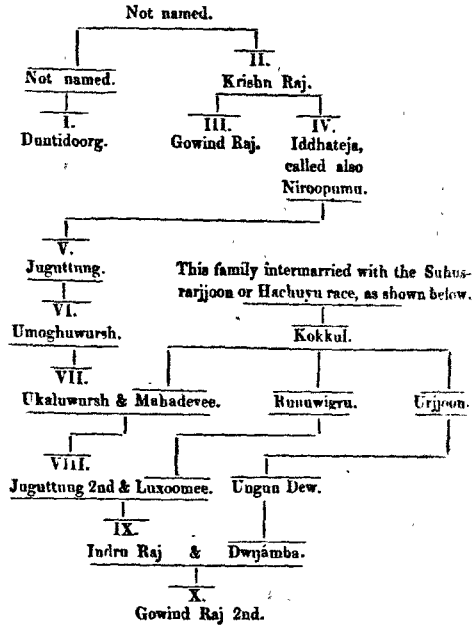 Not named.
II.
Not named.
Krishn Raj.
I.
III.
IV.
Duntidoorg.
Gowind Raj.
Iddhateja,
called also
Niroopumu.
V.
Juguttung.
This family intermarried with the Suhus-
rarjjoon or Hachuyu race, as shown below.
VI.
Umoghuwursh.
Kokkul.
VII.
Ukaluwursh & Mahadevee.
Runuwigru.
Urjjoon.
VIII.
Juguttung 2nd & Luxoomee.
Ungun Dew.
IX.
Indru Raj & Dwijámba.
X.
Gowind Raj 2nd.